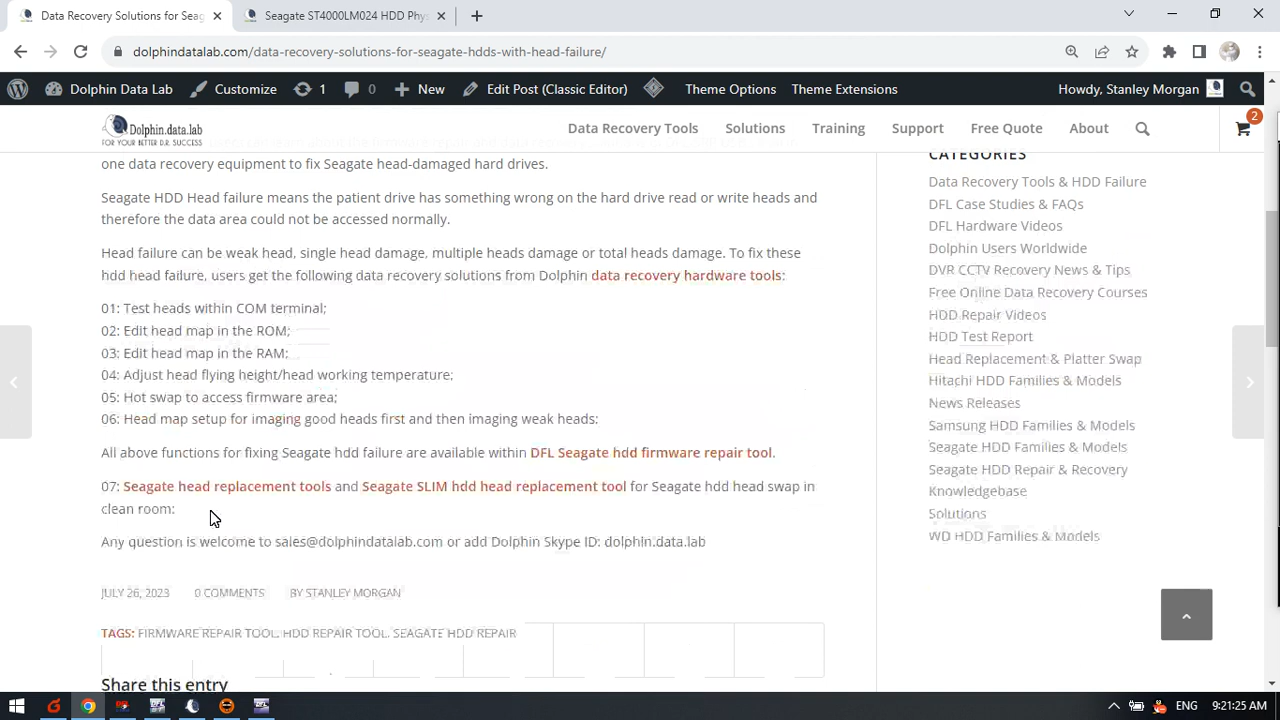 Data Recovery Solutions for Seag
Seagate ST4000LM024 HDD Phys
dolphindatalab.com/data-recovery-solutions-for-seagate-hdds-with-head-failure/
Dolphin Data Lab
Customize
1
0
New
Edit Post (Classic Editor)
Theme Options
Theme Extensions
Howdy, Stanley Morgan
Dolphin.data.lab
FOR YOUR BETTER D.R. SUCCESS
Data Recovery Tools
Solutions
Training
Support
Free Quote
About
2
one data recovery equipment to fix Seagate head-damaged hard drives.
Seagate HDD Head failure means the patient drive has something wrong on the hard drive read or write heads and
therefore the data area could not be accessed normally.
Head failure can be weak head, single head damage, multiple heads damage or total heads damage. To fix these
hdd head failure, users get the following data recovery solutions from Dolphin data recovery hardware tools:
01: Test heads within COM terminal;
02: Edit head map in the ROM;
03: Edit head map in the RAM;
04: Adjust head flying height/head working temperature;
05: Hot swap to access firmware area;
06: Head map setup for imaging good heads first and then imaging weak heads:
All above functions for fixing Seagate hdd failure are available within DFL Seagate hdd firmware repair tool.
07: Seagate head replacement tools and Seagate SLIM hdd head replacement tool for Seagate hdd head swap in
clean room:
Any question is welcome to sales@dolphindatalab.com or add Dolphin Skype ID: dolphin.data.lab
JULY 26, 2023
0 COMMENTS
BY STANLEY MORGAN
TAGS: FIRMWARE REPAIR TOOL, HDD REPAIR TOOL, SEAGATE HDD REPAIR
Share this entry
CATEGORIES
Data Recovery Tools & HDD Failure
DFL Case Studies & FAQs
DFL Hardware Videos
Dolphin Users Worldwide
DVR CCTV Recovery News & Tips
Free Online Data Recovery Courses
HDD Repair Videos
HDD Test Report
Head Replacement & Platter Swap
Hitachi HDD Families & Models
News Releases
Samsung HDD Families & Models
Seagate HDD Families & Models
Seagate HDD Repair & Recovery
Knowledgebase
Solutions
WD HDD Families & Models
ENG
9:21:25 AM